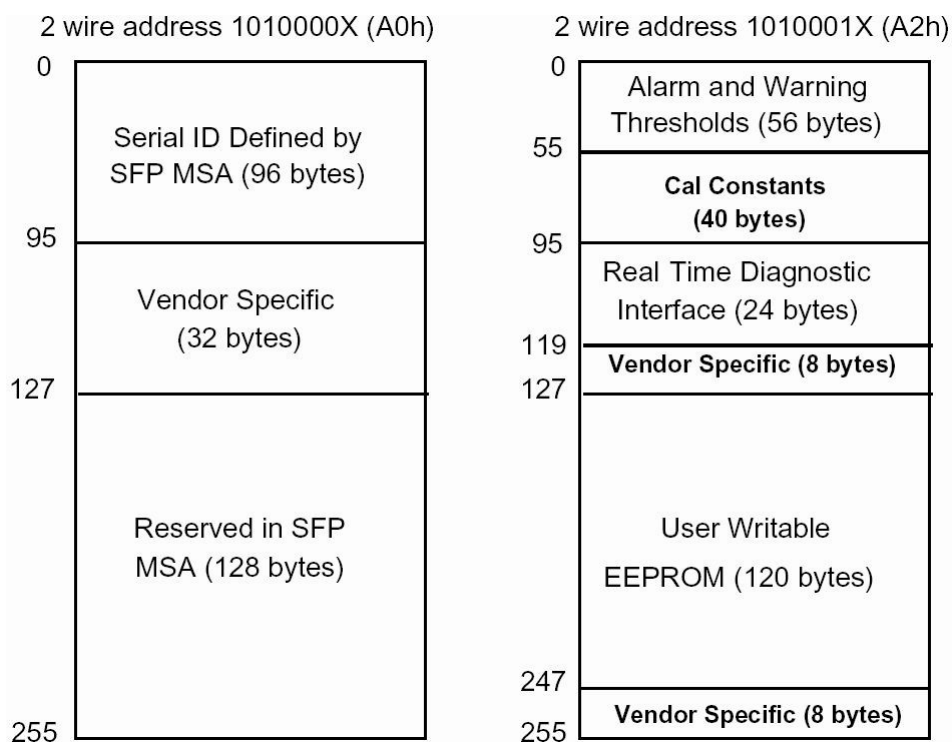 2 wire address 1010000X (A0h)
0
Serial ID Defined by
SFP MSA (96 bytes)
95
Vendor Specific
(32 bytes)
127
Reserved in SFP
MSA (128 bytes)
255
2 wire address 1010001X (A2h)
0
Alarm and Warning
Thresholds (56 bytes)
55
Cal Constants
(40 bytes)
95
Real Time Diagnostic
Interface (24 bytes)
119
Vendor Specific (8 bytes)
127
User Writable
EEPROM (120 bytes)
247
Vendor Specific (8 bytes)
255